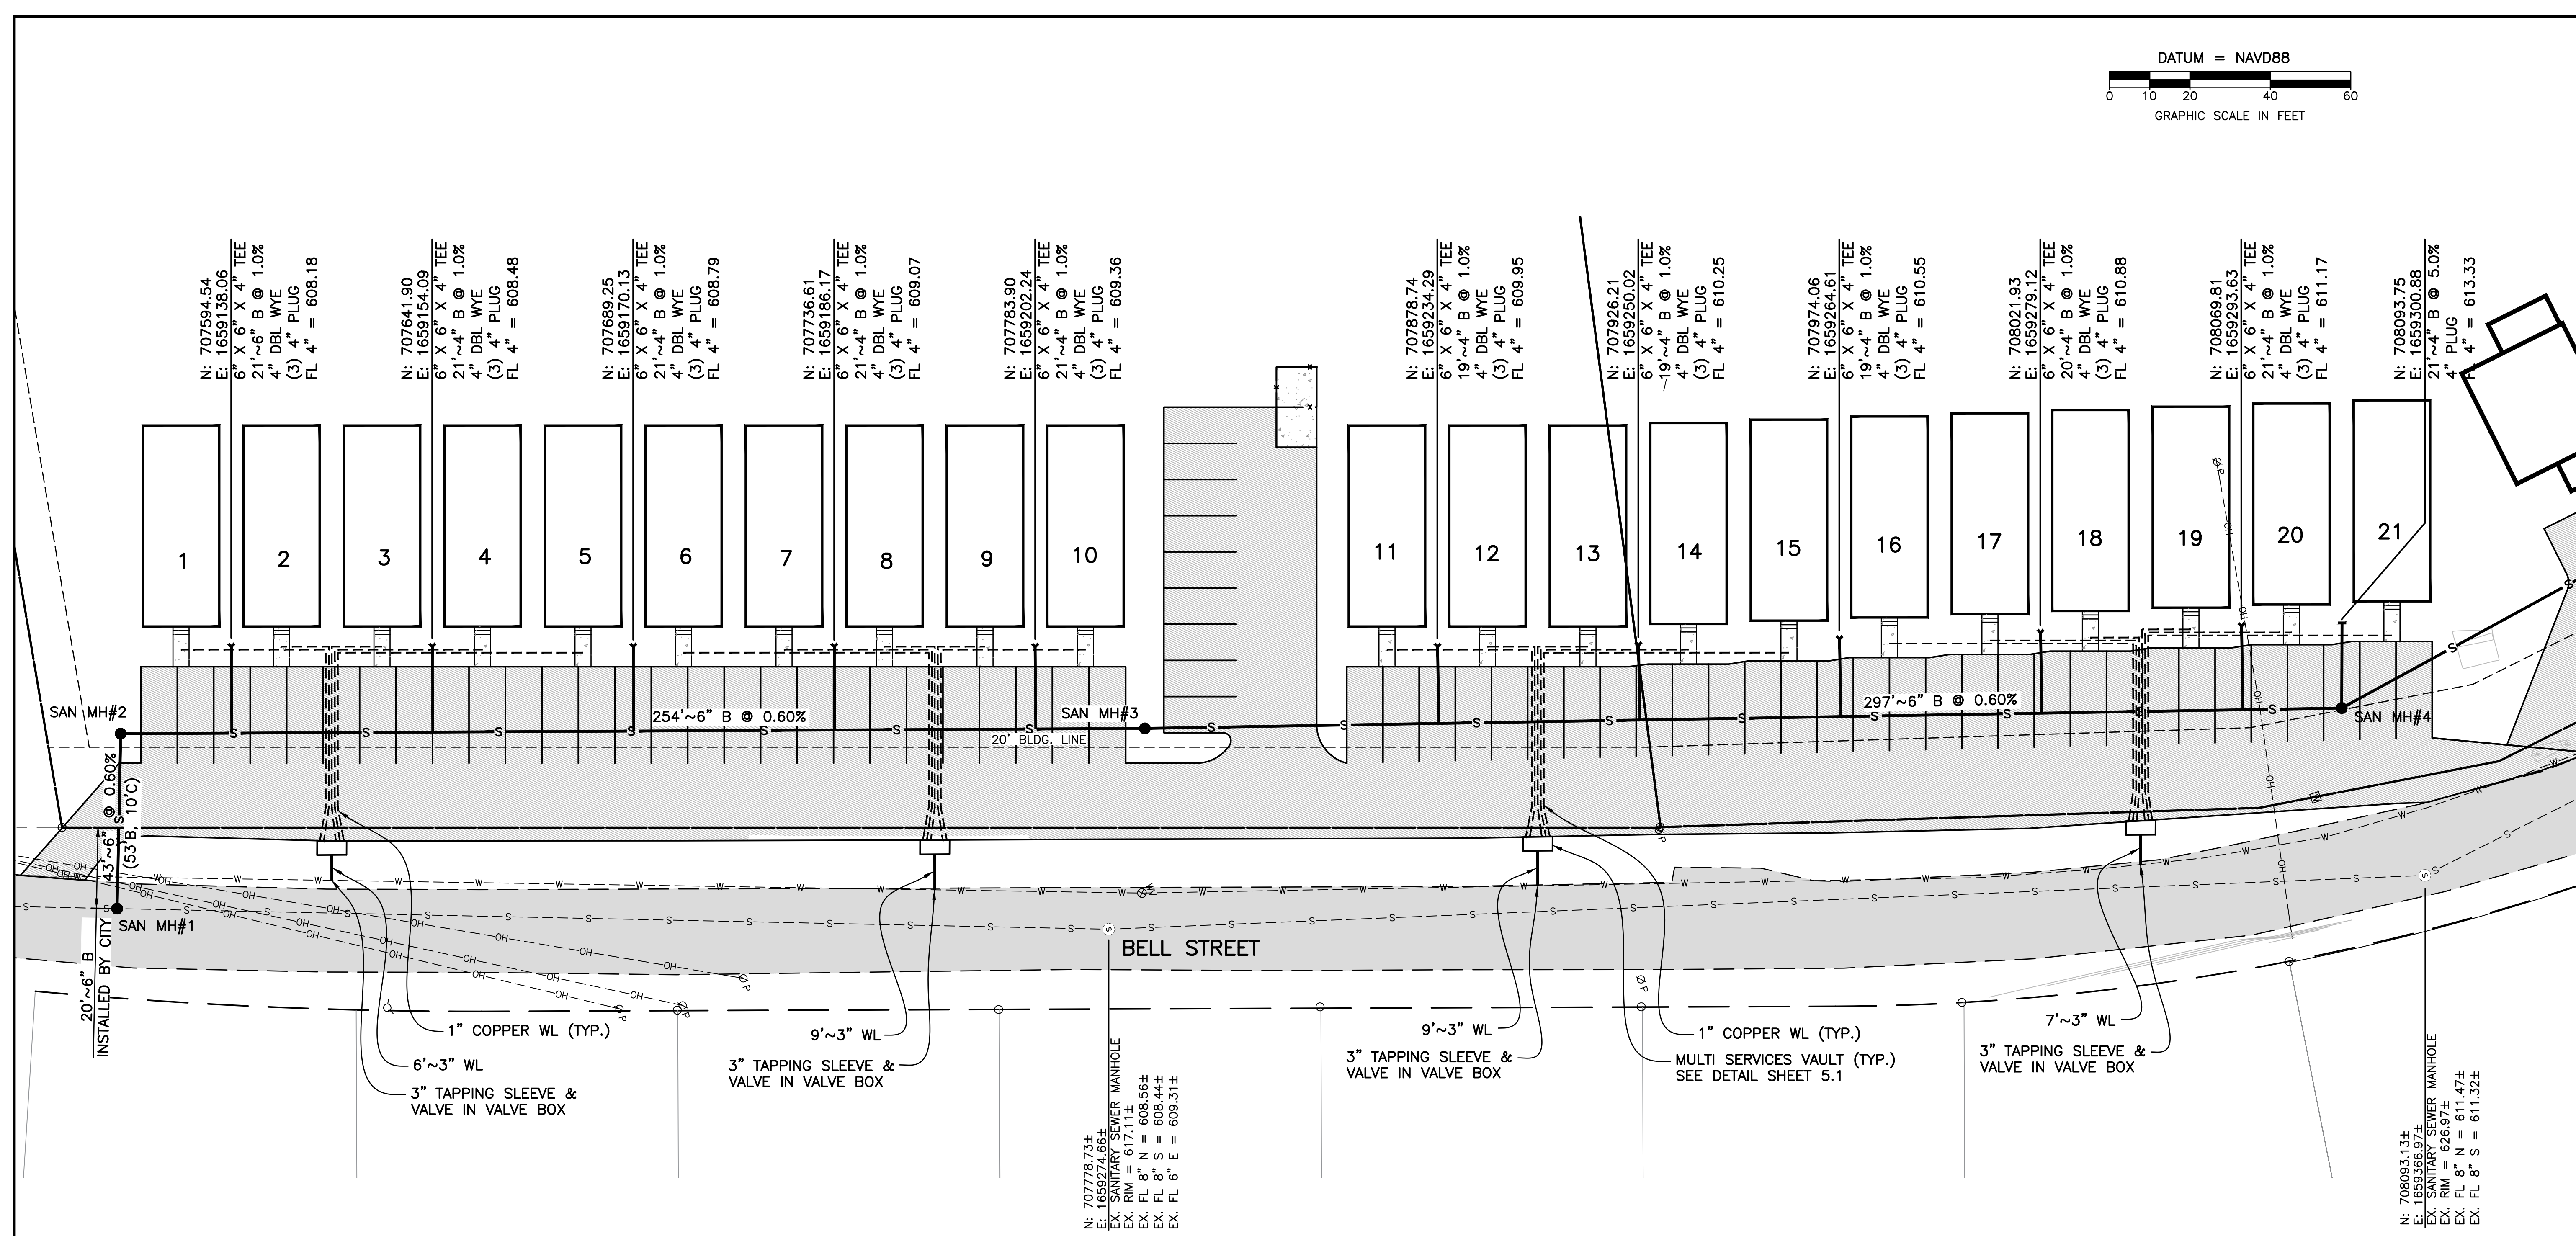 DATUM = NAVD88
0 10 20 40 60
GRAPHIC SCALE IN FEET
N: 707594.54
E: 1659138.06
6" X 6" X 4" TEE
21'~4" B @ 1.0%
4" DBL WYE
(3) 4" PLUG
FL 4" = 608.18
N: 707641.90
E: 1659154.09
6" X 6" X 4" TEE
21'~4" B @ 1.0%
4" DBL WYE
(3) 4" PLUG
FL 4" = 608.48
N: 707689.25
E: 1659170.13
6" X 6" X 4" TEE
21'~4" B @ 1.0%
4" DBL WYE
(3) 4" PLUG
FL 4" = 608.79
N: 707736.61
E: 1659186.17
6" X 6" X 4" TEE
21'~4" B @ 1.0%
4" DBL WYE
(3) 4" PLUG
FL 4" = 609.07
N: 707783.90
E: 1659202.24
6" X 6" X 4" TEE
21'~4" B @ 1.0%
4" DBL WYE
(3) 4" PLUG
FL 4" = 609.36
N: 707878.74
E: 1659234.29
6" X 6" X 4" TEE
19'~4" B @ 1.0%
4" DBL WYE
(3) 4" PLUG
FL 4" = 609.95
N: 707926.21
E: 1659250.02
6" X 6" X 4" TEE
19'~4" B @ 1.0%
4" DBL WYE
(3) 4" PLUG
FL 4" = 610.25
N: 707974.06
E: 1659264.61
6" X 6" X 4" TEE
19'~4" B @ 1.0%
4" DBL WYE
(3) 4" PLUG
FL 4" = 610.55
N: 708021.93
E: 1659279.12
6" X 6" X 4" TEE
20'~4" B @ 1.0%
4" DBL WYE
(3) 4" PLUG
FL 4" = 610.88
N: 708069.81
E: 1659293.63
6" X 6" X 4" TEE
21'~4" B @ 1.0%
4" DBL WYE
(3) 4" PLUG
FL 4" = 611.17
N: 708093.75
E: 1659300.88
21'~4" B @ 5.0%
4" PLUG
FL 4" = 613.33
1 2 3 4 5 6 7 8 9 10 11 12 13 14 15 16 17 18 19 20 21
SAN MH#2
254'~6" B @ 0.60%
SAN MH#3
20' BLDG. LINE
297'~6" B @ 0.60%
SAN MH#4
43'~6" @ 0.60%
(53'B, 10'C)
SAN MH#1
20'~6" B
INSTALLED BY CITY
BELL STREET
1" COPPER WL (TYP.)
6'~3" WL
3" TAPPING SLEEVE &
VALVE IN VALVE BOX
9'~3" WL
3" TAPPING SLEEVE &
VALVE IN VALVE BOX
9'~3" WL
3" TAPPING SLEEVE &
VALVE IN VALVE BOX
1" COPPER WL (TYP.)
MULTI SERVICES VAULT (TYP.)
SEE DETAIL SHEET 5.1
7'~3" WL
3" TAPPING SLEEVE &
VALVE IN VALVE BOX
N: 707778.73±
E: 1659274.66±
EX. SANITARY SEWER MANHOLE
EX. RIM = 617.11±
EX. FL 8" N = 608.56±
EX. FL 8" S = 608.44±
EX. FL 6" E = 609.31±
N: 708093.13±
E: 1659366.97±
EX. SANITARY SEWER MANHOLE
EX. RIM = 626.97±
EX. FL 8" N = 611.47±
EX. FL 8" S = 611.32±